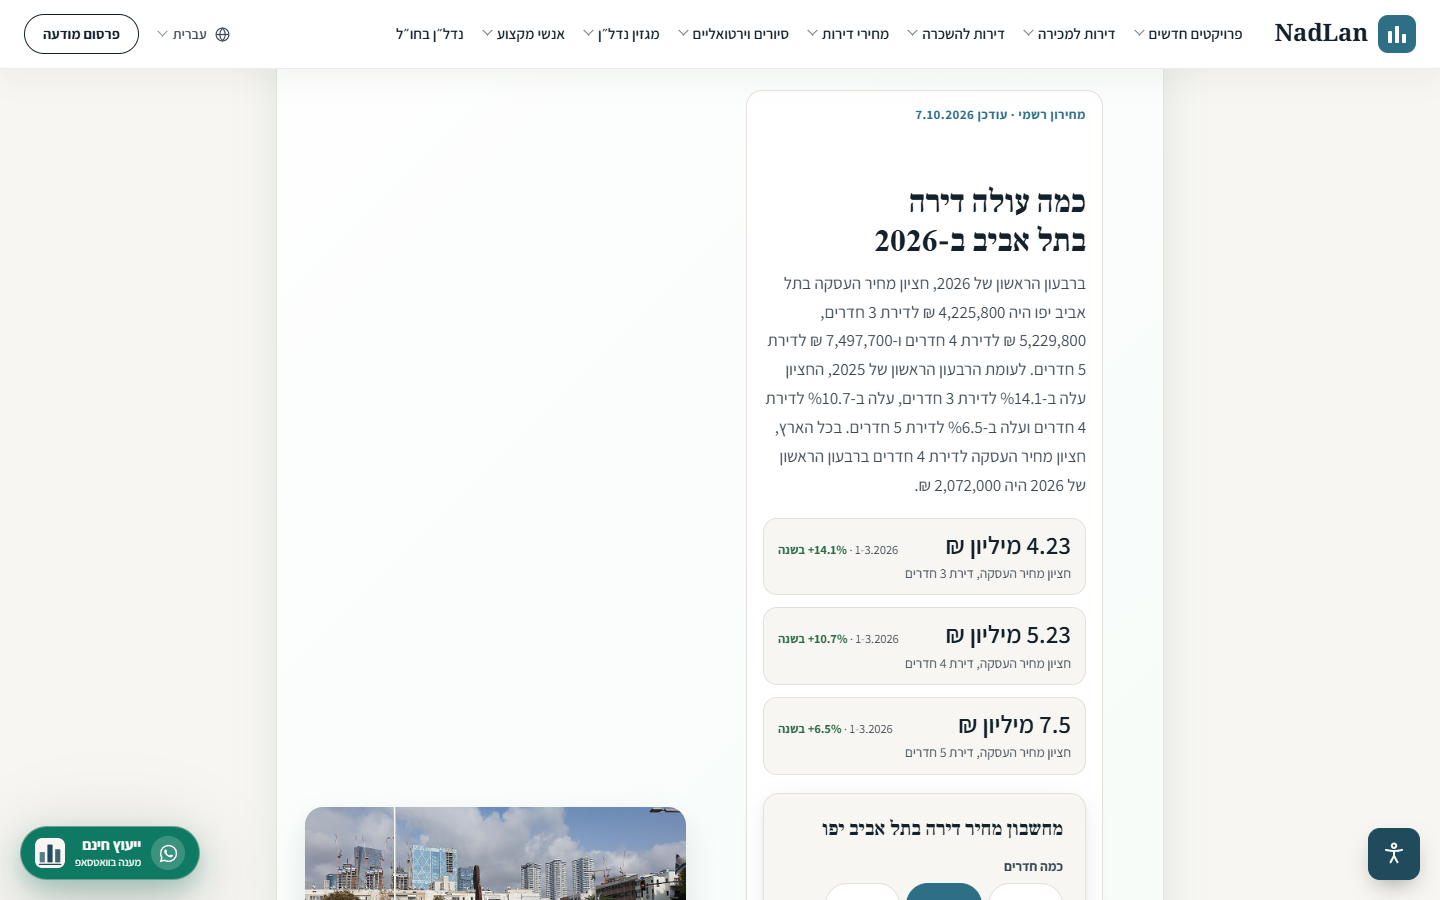 NadLan
פרויקטים חדשים
דירות למכירה
דירות להשכרה
מחירי דירות
סיורים וירטואליים
מגזין נדל״ן
אנשי מקצוע
נדל״ן בחו״ל
עברית
פרסום מודעה
מחירון רשמי · עודכן 7.10.2026
כמה עולה דירה
בתל אביב ב-2026
ברבעון הראשון של 2026, חציון מחיר העסקה בתל
אביב יפו היה 4,225,800 ₪ לדירת 3 חדרים,
5,229,800 ₪ לדירת 4 חדרים ו-7,497,700 ₪ לדירת
5 חדרים. לעומת הרבעון הראשון של 2025, החציון
עלה ב-14.1% לדירת 3 חדרים, עלה ב-10.7% לדירת
4 חדרים ועלה ב-6.5% לדירת 5 חדרים. בכל הארץ,
חציון מחיר העסקה לדירת 4 חדרים ברבעון הראשון
של 2026 היה 2,072,000 ₪.
4.23 מיליון ₪
1-3.2026 · +14.1% בשנה
חציון מחיר העסקה, דירת 3 חדרים
5.23 מיליון ₪
1-3.2026 · +10.7% בשנה
חציון מחיר העסקה, דירת 4 חדרים
7.5 מיליון ₪
1-3.2026 · +6.5% בשנה
חציון מחיר העסקה, דירת 5 חדרים
מחשבון מחיר דירה בתל אביב יפו
כמה חדרים
ייעוץ חינם
מענה בוואטסאפ